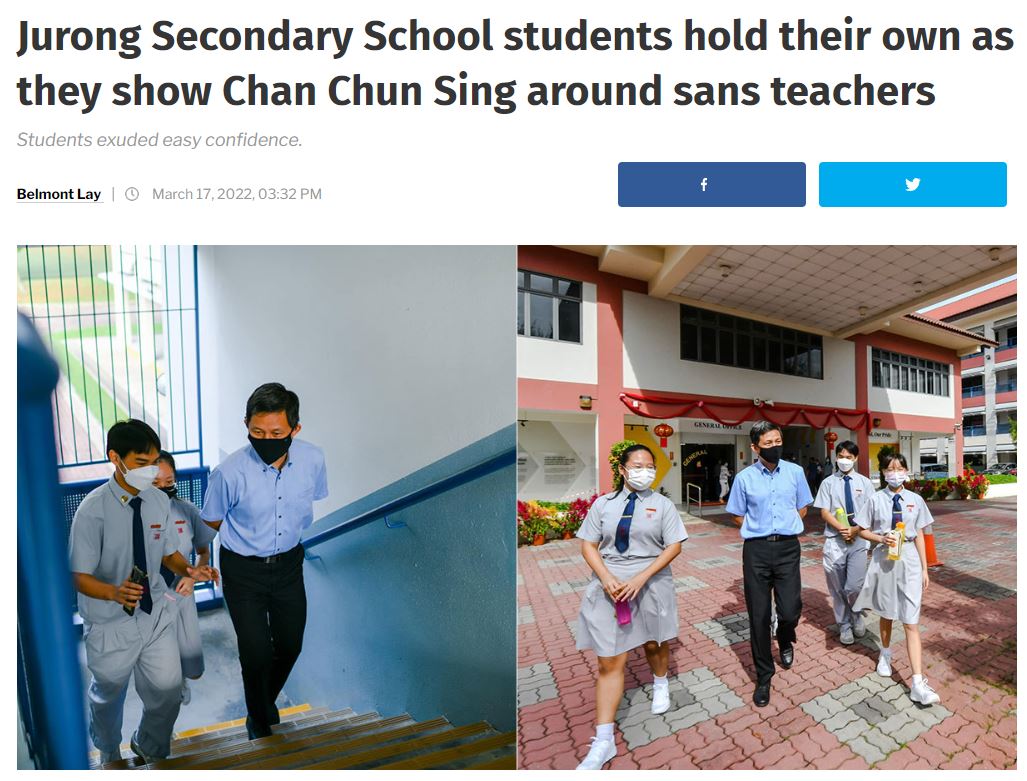 Jurong Secondary School students hold their own as
they show Chan Chun Sing around sans teachers
Students exuded easy confidence.
Belmont Lay | March 17, 2022, 03:32 PM
GENERAL OFFICE
GENERAL